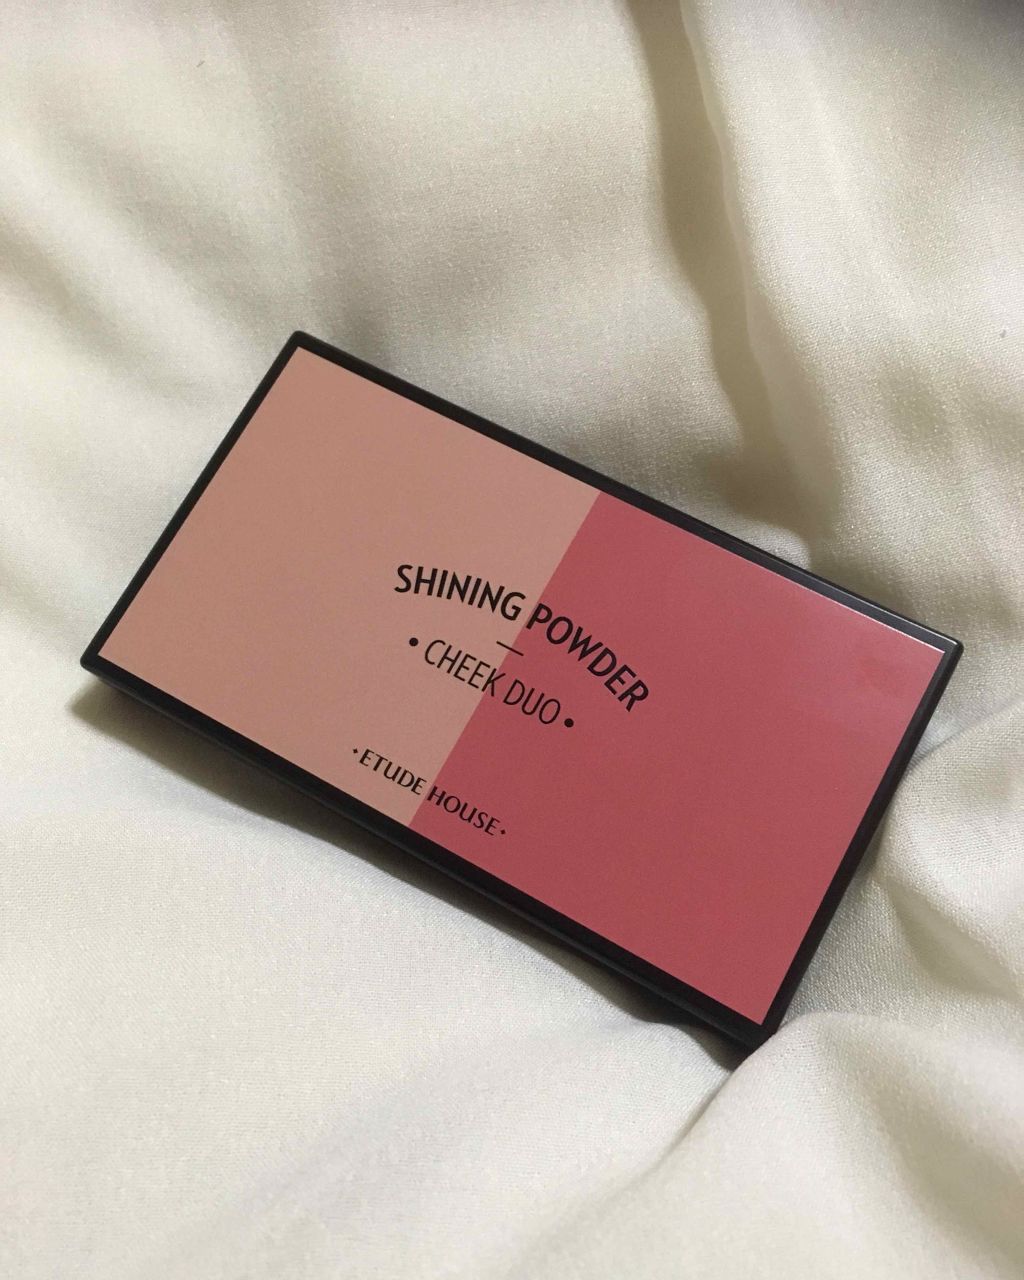 SHINING POWDER
—
• CHEEK DUO •
·ETUDE HOUSE·